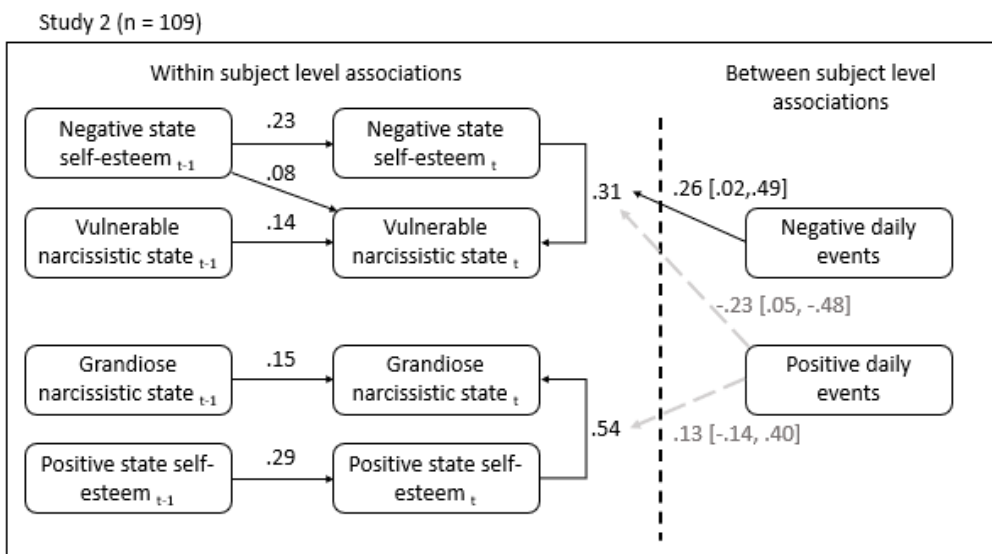 Study 2 (n = 109)
Within subject level associations
Between subject level
associations
Negative state
self-esteem t-1
.23
Negative state
self-esteem t
.08
.31
.26 [.02,.49]
Vulnerable
narcissistic state t-1
.14
Vulnerable
narcissistic state t
Negative daily
events
-.23 [.05, -.48]
Grandiose
narcissistic state t-1
.15
Grandiose
narcissistic state t
Positive daily
events
.54
.13 [-.14, .40]
Positive state self-
esteem t-1
.29
Positive state self-
esteem t